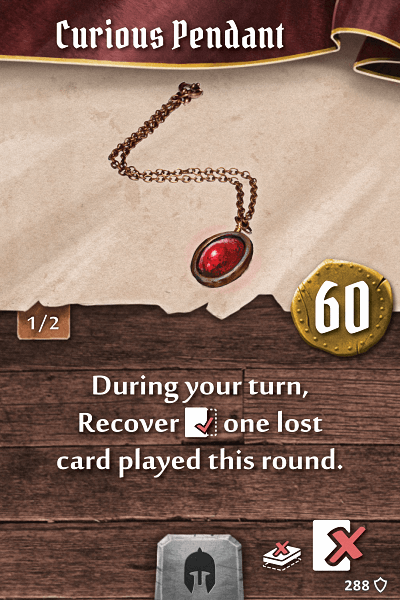 Curious Pendant
60
1/2
During your turn,
Recover one lost
card played this round.
288